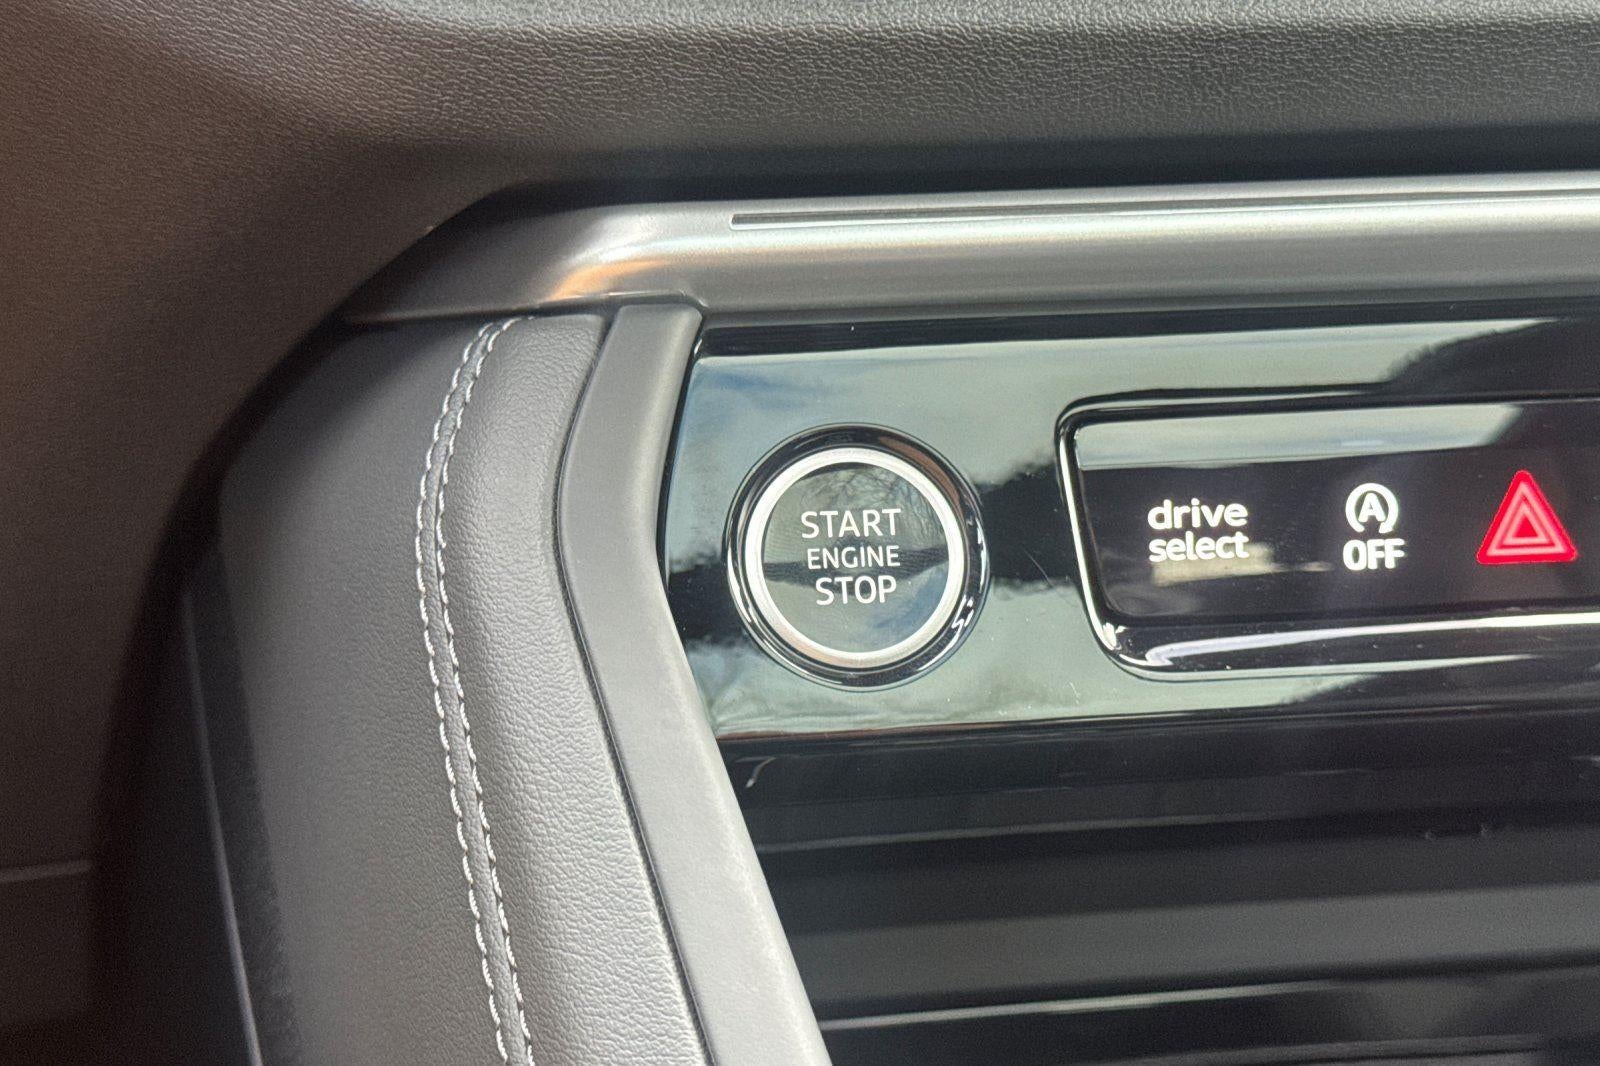 START
ENGINE
STOP
drive
select
A
OFF